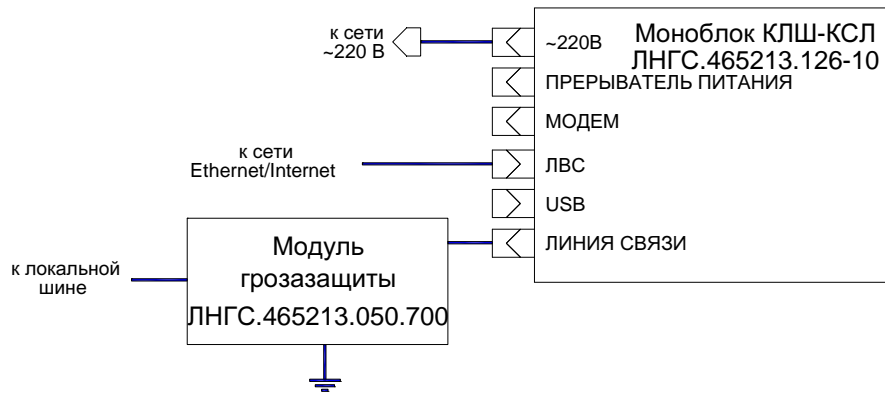 к сети
~220 В
Моноблок КЛШ-КСЛ
ЛНГС.465213.126-10
~220В
ПРЕРЫВАТЕЛЬ ПИТАНИЯ
МОДЕМ
к сети
Ethernet/Internet
ЛВС
USB
ЛИНИЯ СВЯЗИ
Модуль
грозазащиты
ЛНГС.465213.050.700
к локальной
шине